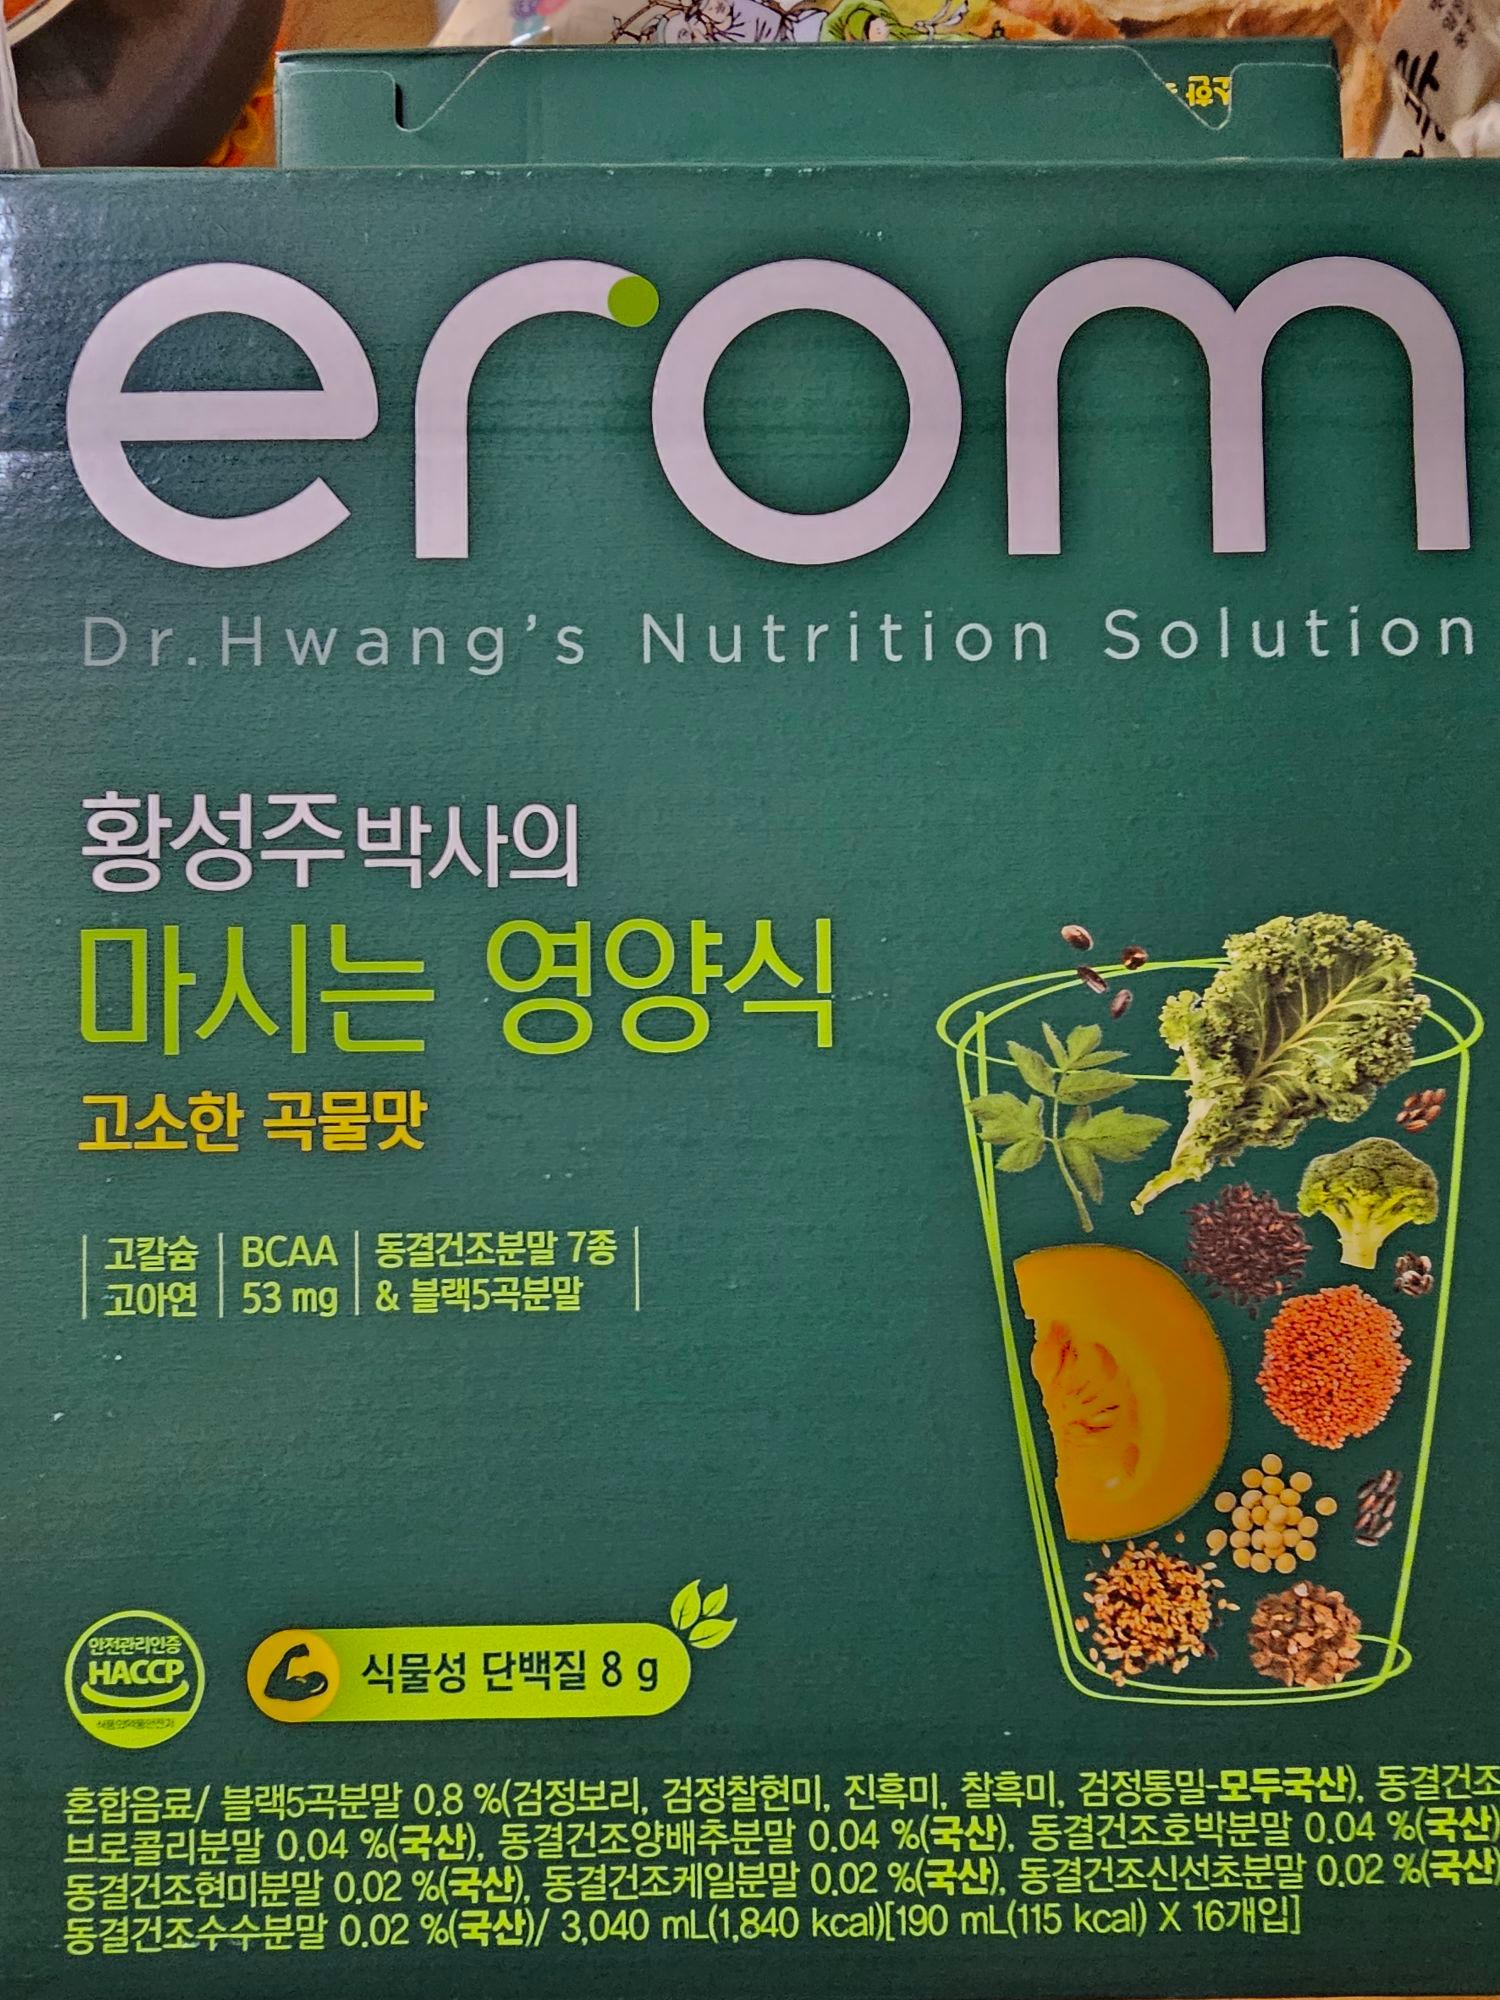 erom
Dr.Hwang's Nutrition Solution
황성주 박사의
마시는 영양식
고소한 곡물맛
고칼슘
고아연
BCAA
53 mg
동결건조분말 7종
& 블랙5곡분말
안전관리인증
HACCP
식품의약품안전처
식물성 단백질 8 g
혼합음료/ 블랙5곡분말 0.8 %(검정보리, 검정찰현미, 진흑미, 찰흑미, 검정통밀-모두국산), 동결건조
브로콜리분말 0.04 %(국산), 동결건조양배추분말 0.04 %(국산), 동결건조호박분말 0.04 %(국산)
동결건조현미분말 0.02 %(국산), 동결건조케일분말 0.02 %(국산), 동결건조신선초분말 0.02 %(국산)
동결건조수수분말 0.02 %(국산)/ 3,040 mL(1,840 kcal)[190 mL(115 kcal) X 16개입]